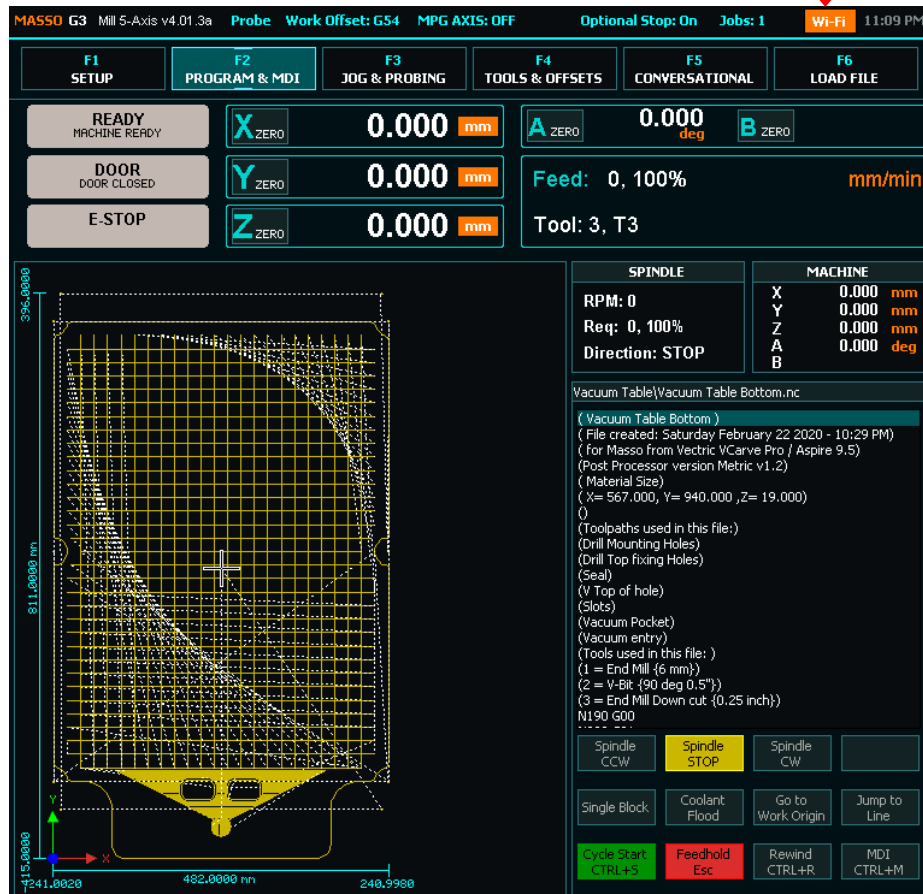 MASSO G3 Mill 5-Axis v4.01.3a Probe Work Offset: G54 MPG AXIS: OFF Optional Stop: On Jobs: 1 Wi-Fi 11:09 PM
F1 F2 F3 F4 F5 F6
SETUP PROGRAM & MDI JOG & PROBING TOOLS & OFFSETS CONVERSATIONAL LOAD FILE
READY
MACHINE READY
X ZERO 0.000 mm
A ZERO 0.000 deg B ZERO
DOOR
DOOR CLOSED
Y ZERO 0.000 mm
Feed: 0, 100% mm/min
E-STOP
Z ZERO 0.000 mm
Tool: 3, T3
396.0000
811.0000 mm
Y
X
482.0000 mm
240.9980
SPINDLE
RPM: 0
Req: 0, 100%
Direction: STOP
MACHINE
X 0.000 mm
Y 0.000 mm
Z 0.000 mm
A 0.000 deg
B
Vacuum Table\Vacuum Table Bottom.nc
( Vacuum Table Bottom )
( File created: Saturday February 22 2020 - 10:29 PM)
( for Masso from Vectric VCarve Pro / Aspire 9.5)
(Post Processor version Metric v1.2)
( Material Size)
( X= 567.000, Y= 940.000 ,Z= 19.000)
()
(Toolpaths used in this file:)
(Drill Mounting Holes)
(Drill Top fixing Holes)
(Seal)
(V Top of hole)
(Slots)
(Vacuum Pocket)
(Vacuum entry)
(Tools used in this file: )
(1 = End Mill {6 mm})
(2 = V-Bit {90 deg 0.5"})
(3 = End Mill Down cut {0.25 inch})
N190 G00
Spindle CCW
Spindle STOP
Spindle CW
Single Block
Coolant Flood
Go to Work Origin
Jump to Line
Cycle Start CTRL+S
Feedhold Esc
Rewind CTRL+R
MDI CTRL+M